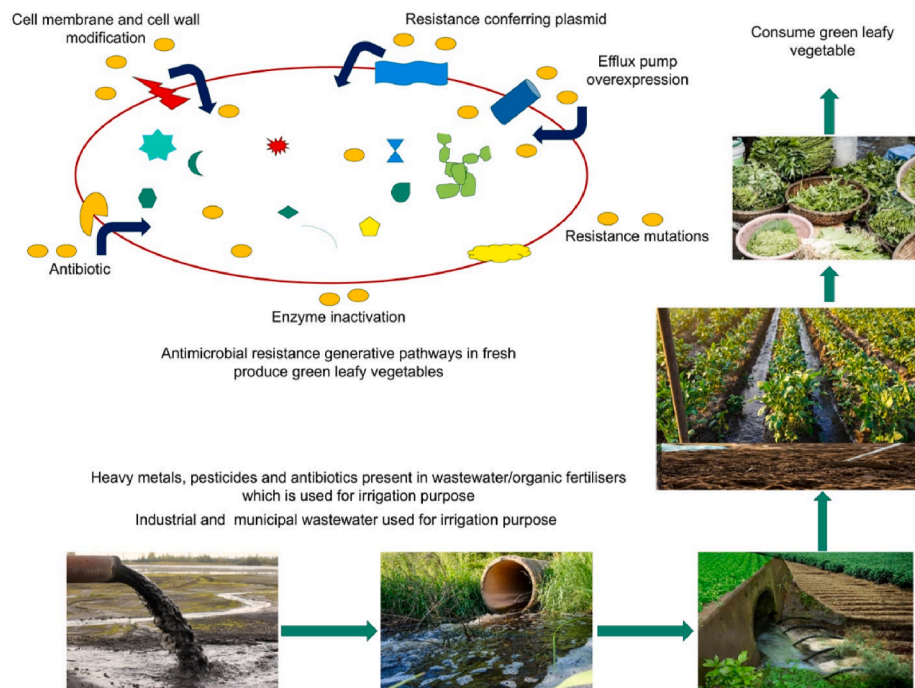 Cell membrane and cell wall
modification
Resistance conferring plasmid
Efflux pump
overexpression
Consume green leafy
vegetable
Antibiotic
Resistance mutations
Enzyme inactivation
Antimicrobial resistance generative pathways in fresh
produce green leafy vegetables
Heavy metals, pesticides and antibiotics present in wastewater/organic fertilisers
which is used for irrigation purpose
Industrial and municipal wastewater used for irrigation purpose